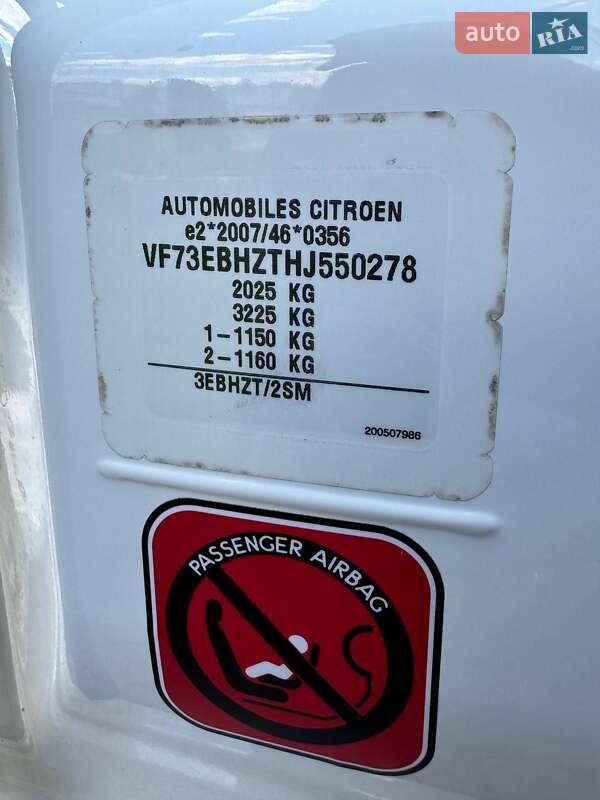 auto RIA .com
AUTOMOBILES CITROEN
e2*2007/46*0356
VF73EBHZTHJ550278
2025 KG
3225 KG
1-1150 KG
2-1160 KG
3EBHZT/2SM
200507986
PASSENGER AIRBAG